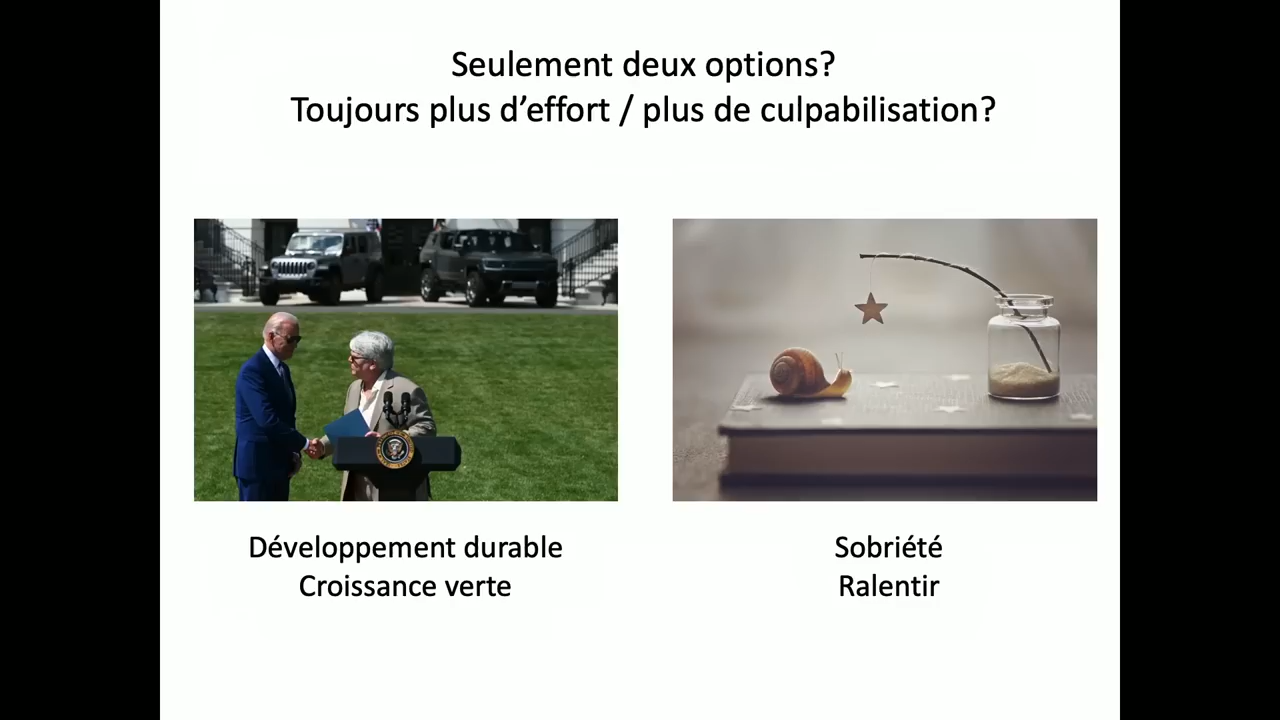 Seulement deux options?
Toujours plus d’effort / plus de culpabilisation?
Développement durable
Croissance verte
Sobriété
Ralentir